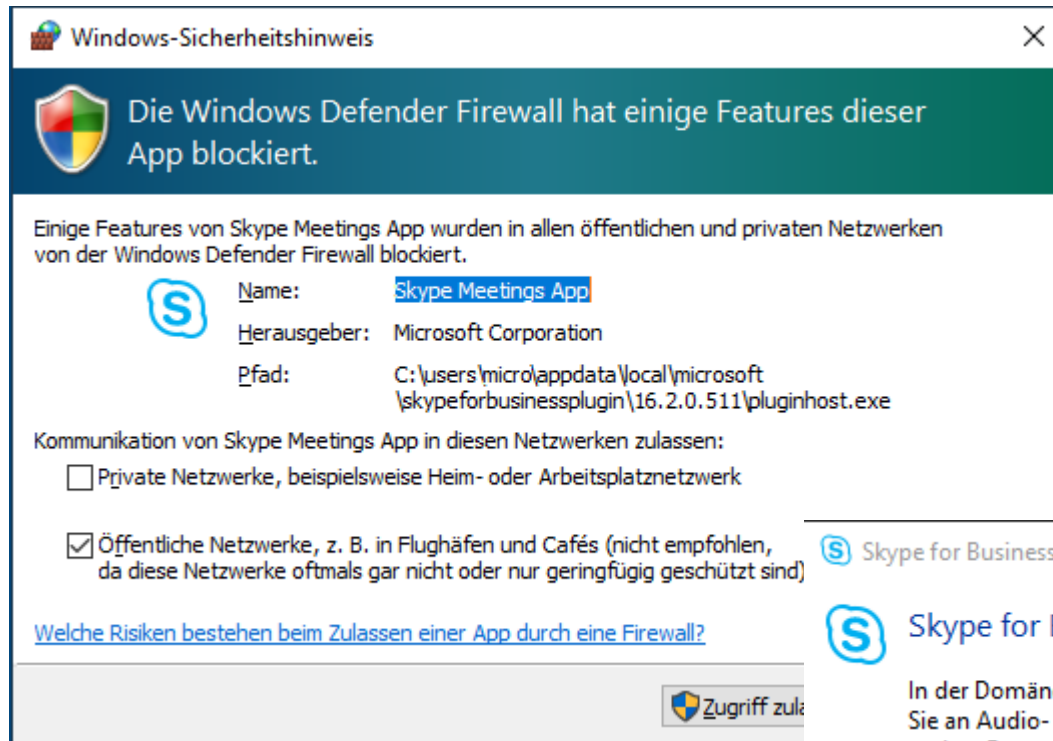 Windows-Sicherheitshinweis
Die Windows Defender Firewall hat einige Features dieser
App blockiert.
Einige Features von Skype Meetings App wurden in allen öffentlichen und privaten Netzwerken
von der Windows Defender Firewall blockiert.
Name: Skype Meetings App
Herausgeber: Microsoft Corporation
Pfad: C:\users\micro\appdata\local\microsoft
\skypeforbusinessplugin\16.2.0.511\pluginhost.exe
Kommunikation von Skype Meetings App in diesen Netzwerken zulassen:
Private Netzwerke, beispielsweise Heim- oder Arbeitsplatznetzwerk
Öffentliche Netzwerke, z. B. in Flughäfen und Cafés (nicht empfohlen,
da diese Netzwerke oftmals gar nicht oder nur geringfügig geschützt sind)
Welche Risiken bestehen beim Zulassen einer App durch eine Firewall?
Zugriff
Skype for Business
Skype for
In der
Sie an Audio-